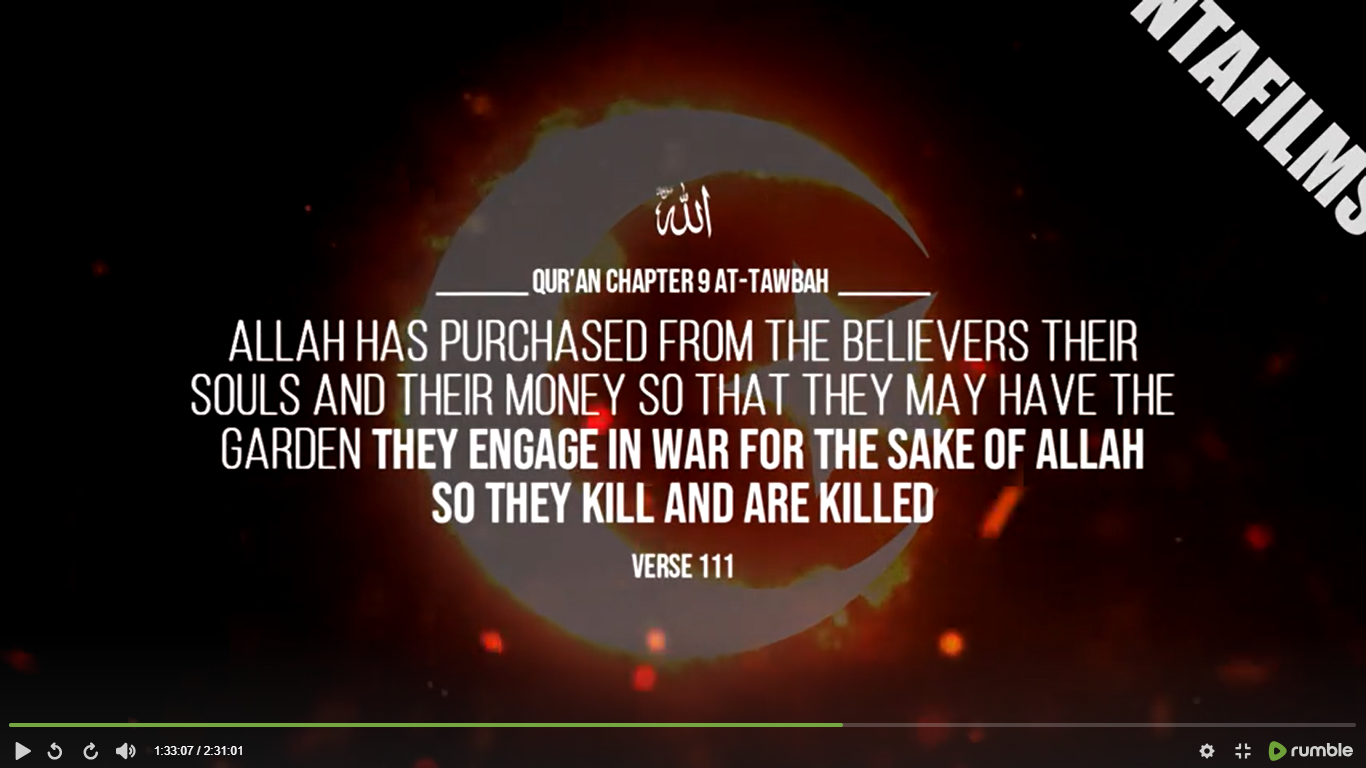 NTAFILMS
الله
QUR'AN CHAPTER 9 AT-TAWBAH
ALLAH HAS PURCHASED FROM THE BELIEVERS THEIR
SOULS AND THEIR MONEY SO THAT THEY MAY HAVE THE
GARDEN THEY ENGAGE IN WAR FOR THE SAKE OF ALLAH
SO THEY KILL AND ARE KILLED
VERSE 111
1:33:07 / 2:31:01
rumble